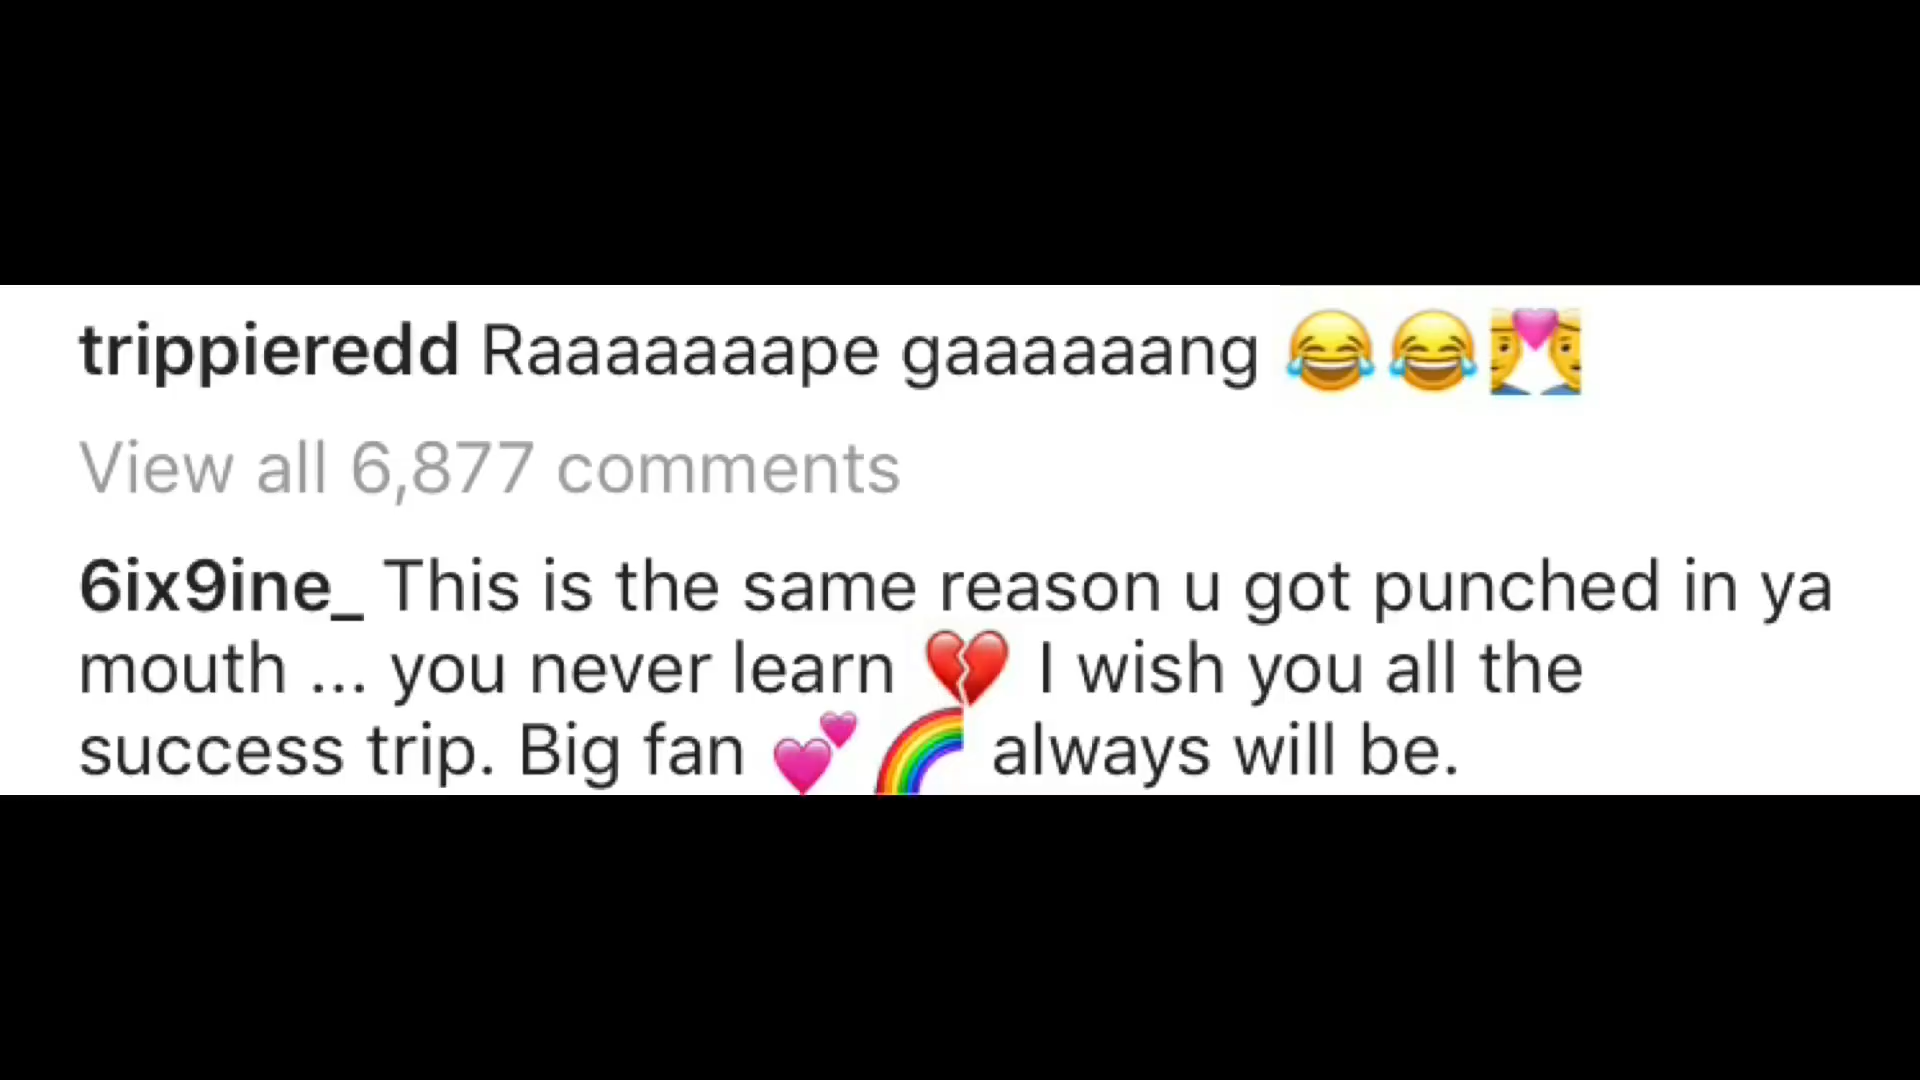 trippieredd Raaaaaaape gaaaaaang 😂😂👨‍❤️‍👨
View all 6,877 comments
6ix9ine_ This is the same reason u got punched in ya
mouth ... you never learn 💔 I wish you all the
success trip. Big fan 💕🌈 always will be.